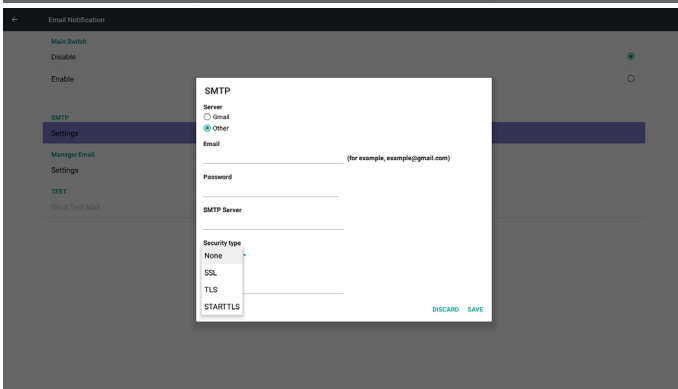 Email Notification
Main Switch
Disable
Enable
SMTP
Settings
Manager Email
Settings
TEST
Send Test Mail
SMTP
Server
Gmail
Other
Email
(for example, example@gmail.com)
Password
SMTP Server
Security type
None
SSL
TLS
STARTTLS
DISCARD SAVE